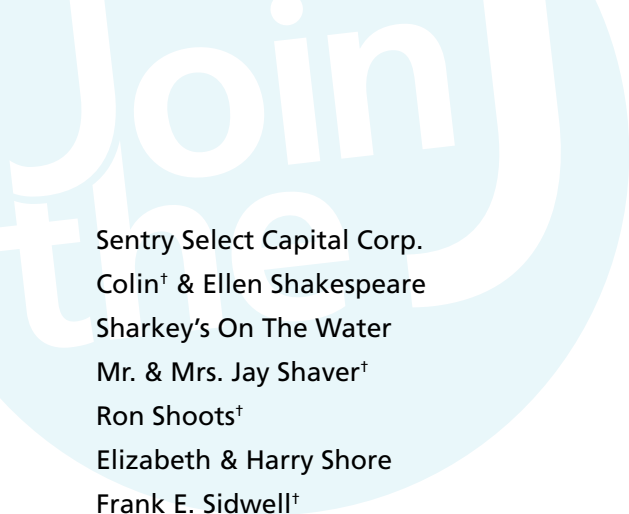 Join
the J
Sentry Select Capital Corp.
Colin† & Ellen Shakespeare
Sharkey's On The Water
Mr. & Mrs. Jay Shaver†
Ron Shoots†
Elizabeth & Harry Shore
Frank E. Sidwell†